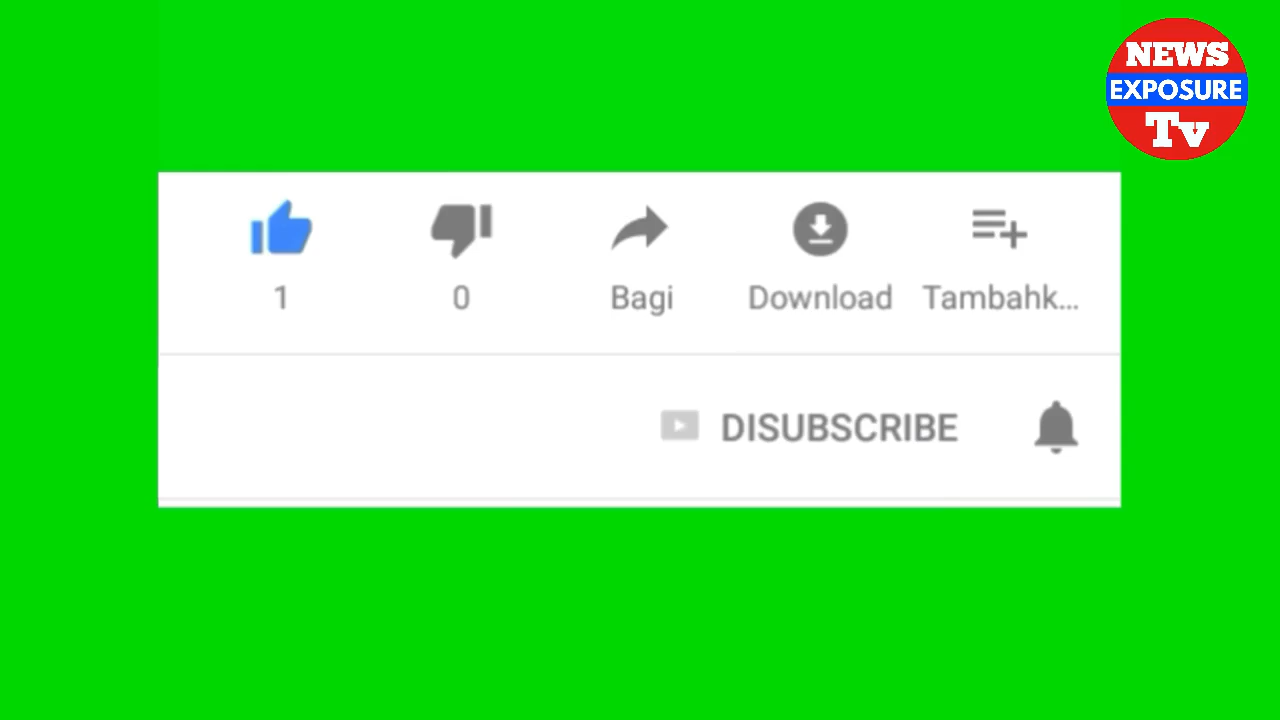 NEWS
EXPOSURE
Tv
1 0 Bagi Download Tambahk...
DISUBSCRIBE